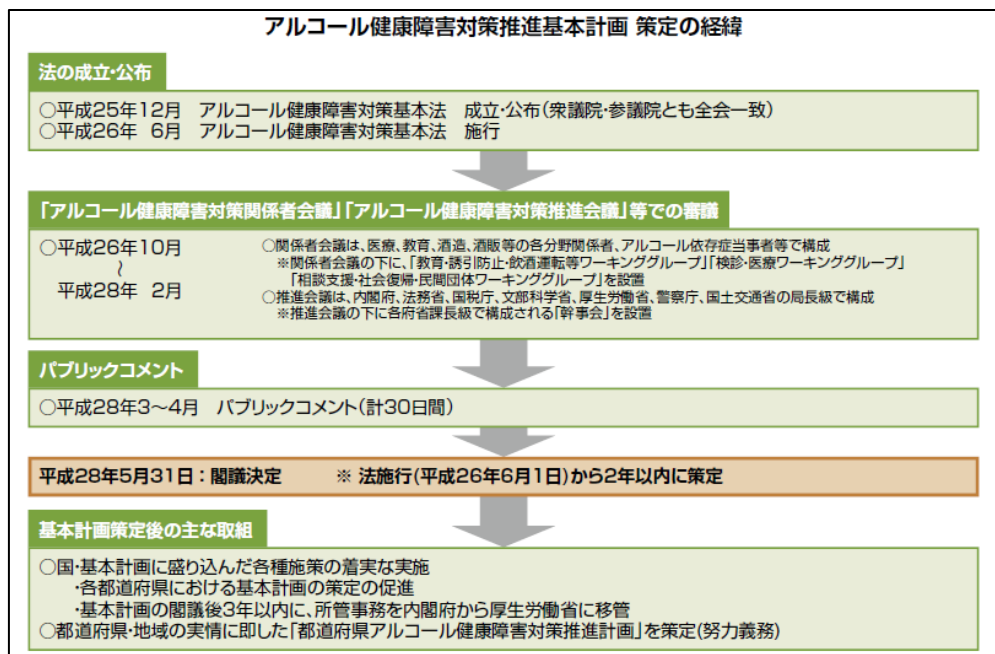 アルコール健康障害対策推進基本計画 策定の経緯
法の成立・公布
○平成25年12月 アルコール健康障害対策基本法 成立・公布(衆議院・参議院とも全会一致)
○平成26年 6月 アルコール健康障害対策基本法 施行
「アルコール健康障害対策関係者会議」「アルコール健康障害対策推進会議」等での審議
○平成26年10月
～
平成28年 2月
○関係者会議は、医療、教育、酒造、酒販等の各分野関係者、アルコール依存症当事者等で構成
※関係者会議の下に、「教育・誘引防止・飲酒運転等ワーキンググループ」「検診・医療ワーキンググループ」
「相談支援・社会復帰・民間団体ワーキンググループ」を設置
○推進会議は、内閣府、法務省、国税庁、文部科学省、厚生労働省、警察庁、国土交通省の局長級で構成
※推進会議の下に各府省課長級で構成される「幹事会」を設置
パブリックコメント
○平成28年3～4月 パブリックコメント(計30日間)
平成28年5月31日：閣議決定 ※ 法施行(平成26年6月1日)から2年以内に策定
基本計画策定後の主な取組
○国・基本計画に盛り込んだ各種施策の着実な実施
・各都道府県における基本計画の策定の促進
・基本計画の閣議後3年以内に、所管事務を内閣府から厚生労働省に移管
○都道府県・地域の実情に即した「都道府県アルコール健康障害対策推進計画」を策定(努力義務)